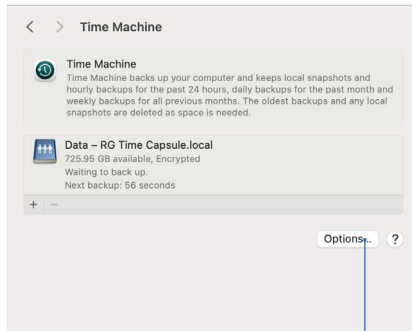 Time Machine
Time Machine
Time Machine backs up your computer and keeps local snapshots and
hourly backups for the past 24 hours, daily backups for the past month and
weekly backups for all previous months. The oldest backups and any local
snapshots are deleted as space is needed.
Data – RG Time Capsule.local
725.95 GB available, Encrypted
Waiting to back up.
Next backup: 56 seconds
+ −
Options... ?